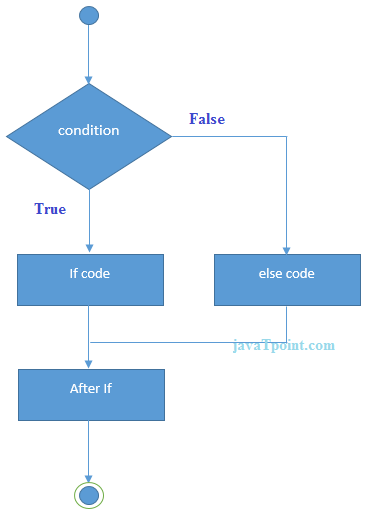 condition
False
True
If code
else code
javaTpoint.com
After If